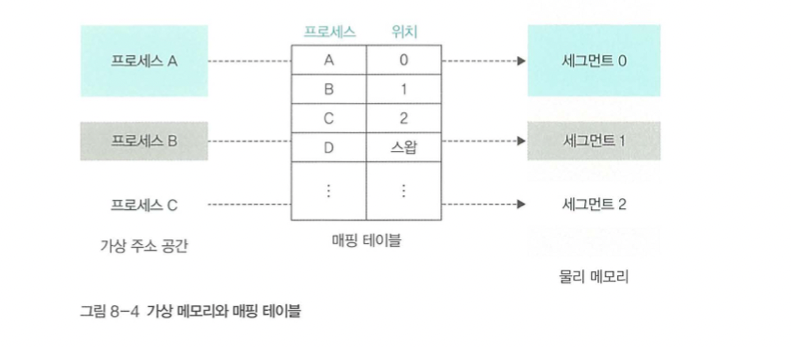 프로세스 위치
프로세스 A A 0 세그먼트 0
B 1
C 2
프로세스 B D 스왑 세그먼트 1
⋮ ⋮
프로세스 C 세그먼트 2
가상 주소 공간 매핑 테이블
물리 메모리
그림 8-4 가상 메모리와 매핑 테이블